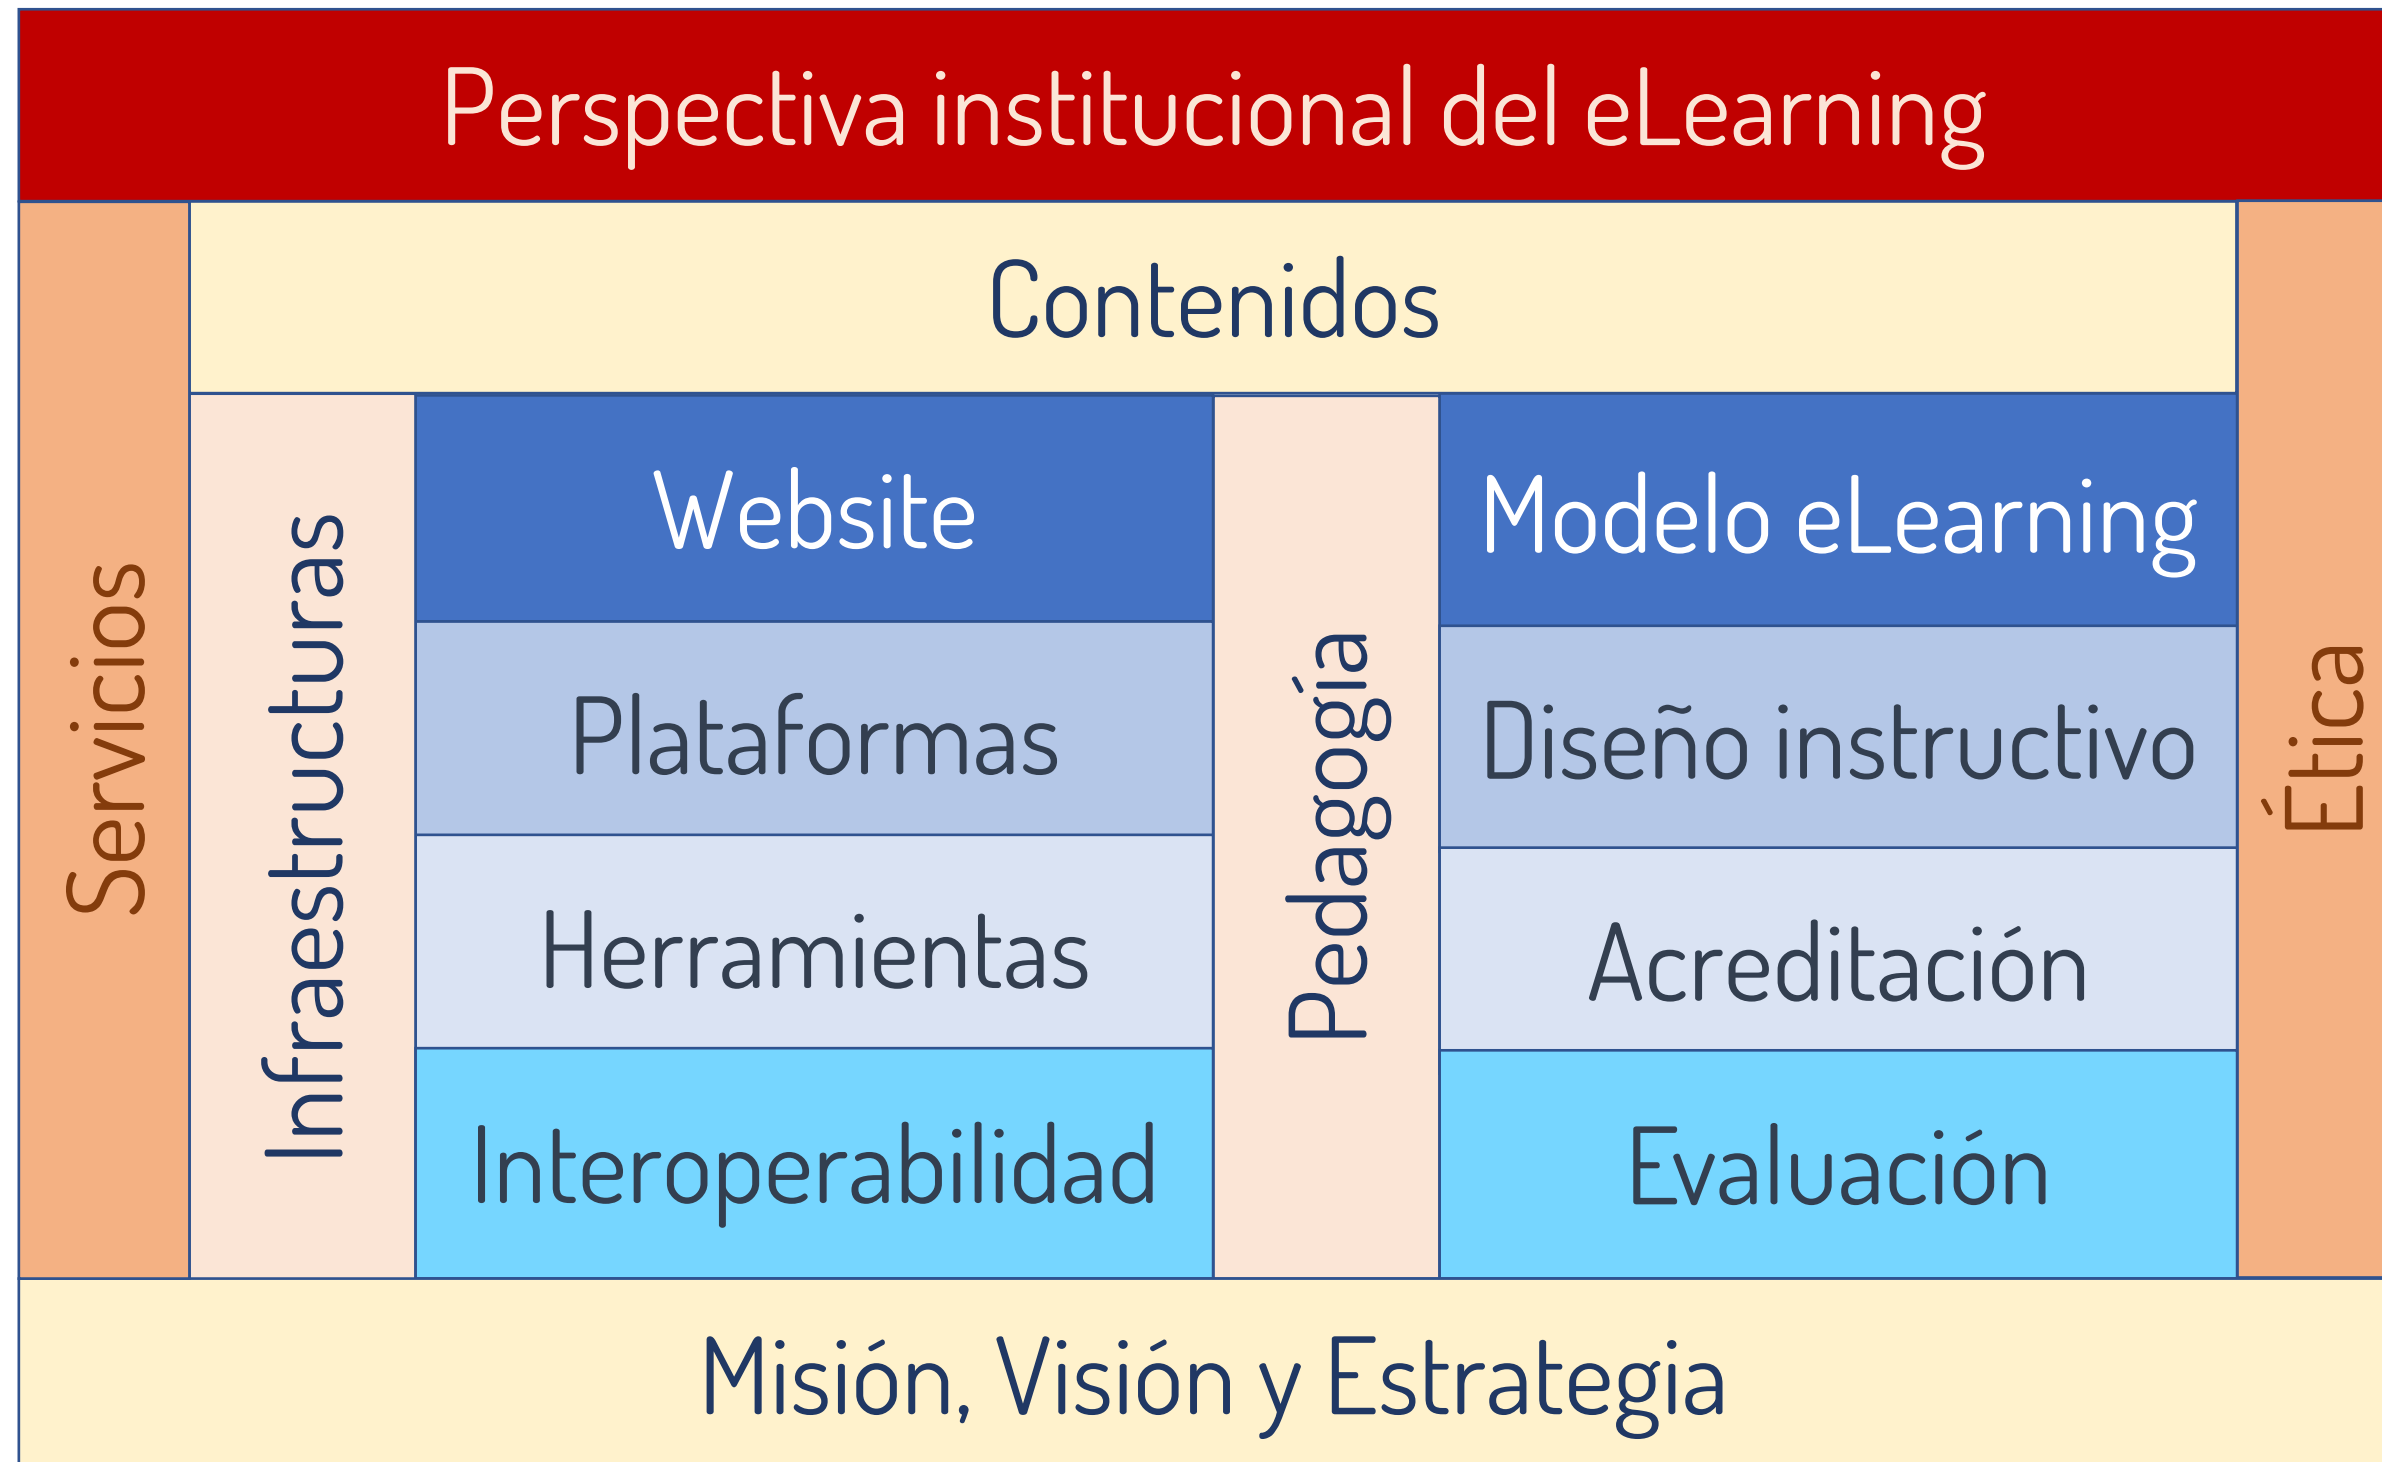 Perspectiva institucional del eLearning
Servicios
Contenidos
Infraestructuras
Website
Plataformas
Herramientas
Interoperabilidad
Pedagogía
Modelo eLearning
Diseño instructivo
Acreditación
Evaluación
Ética
Misión, Visión y Estrategia